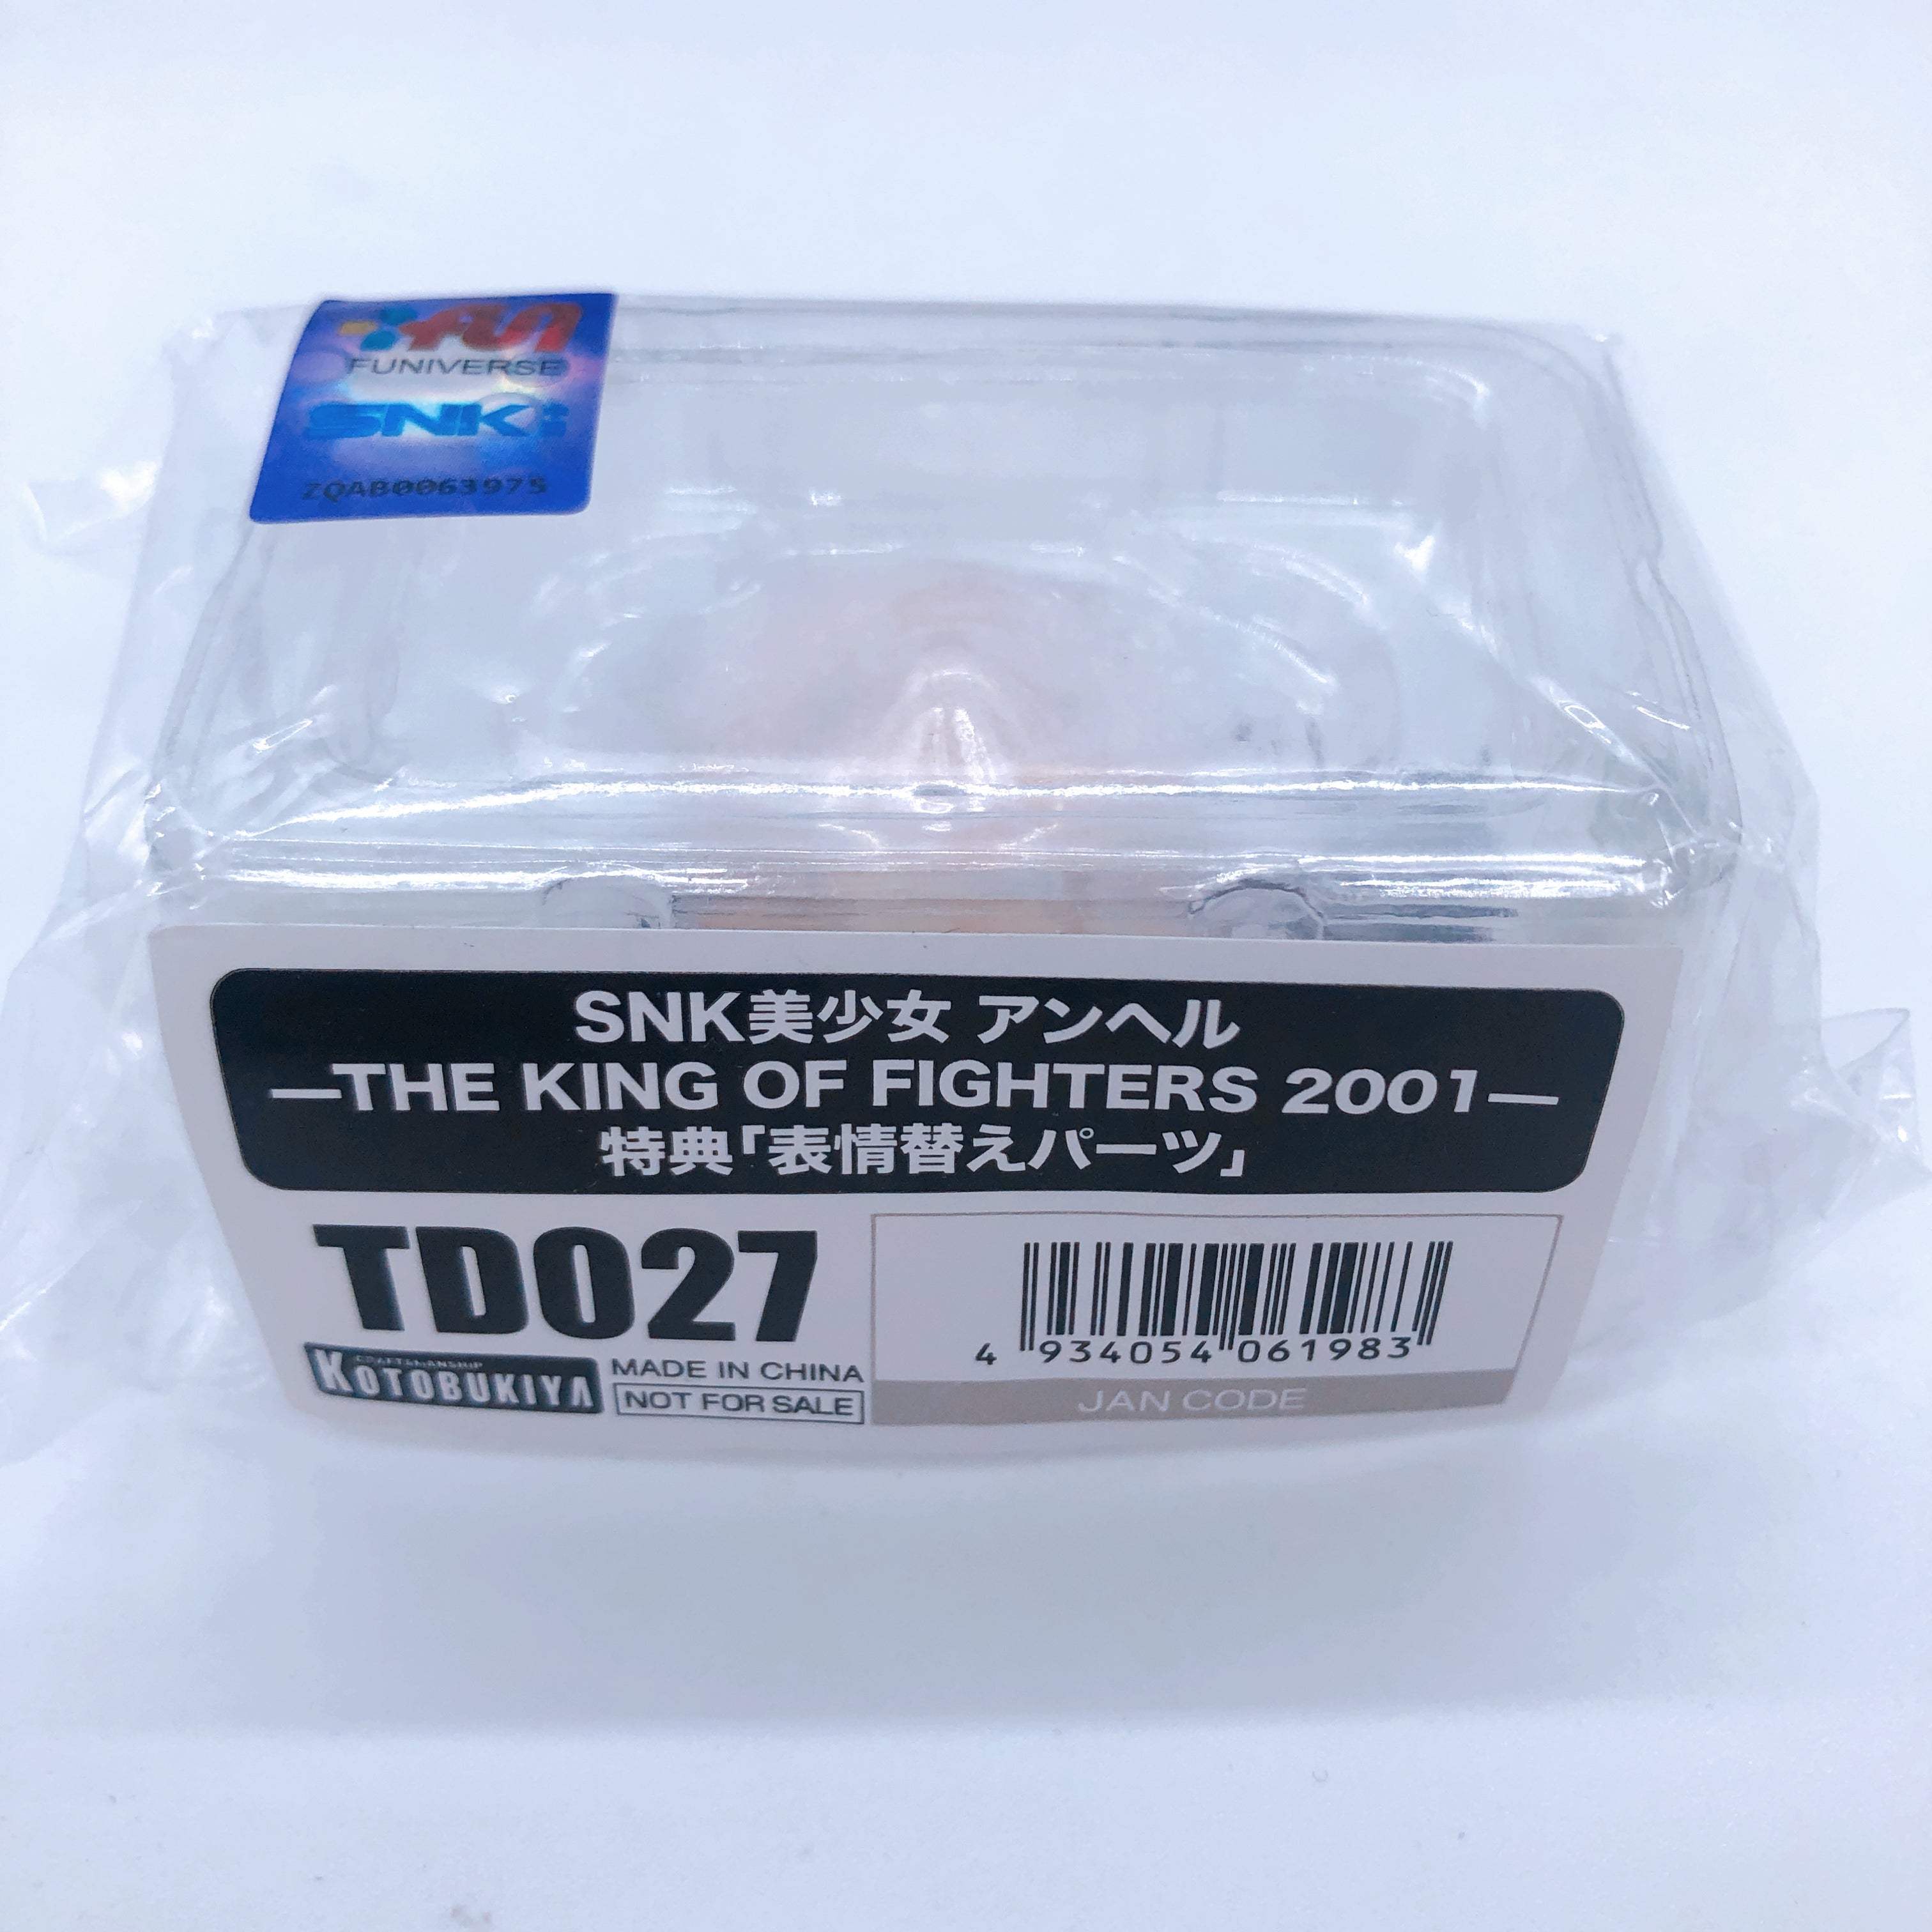 fun
FUNIVERSE
SNK
ZQAB0063975
SNK美少女 アンヘル
—THE KING OF FIGHTERS 2001—
特典「表情替えパーツ」
TD027
CRAFTSMANSHIP
KOTOBUKIYA
MADE IN CHINA
NOT FOR SALE
4 934054 061983
JAN CODE